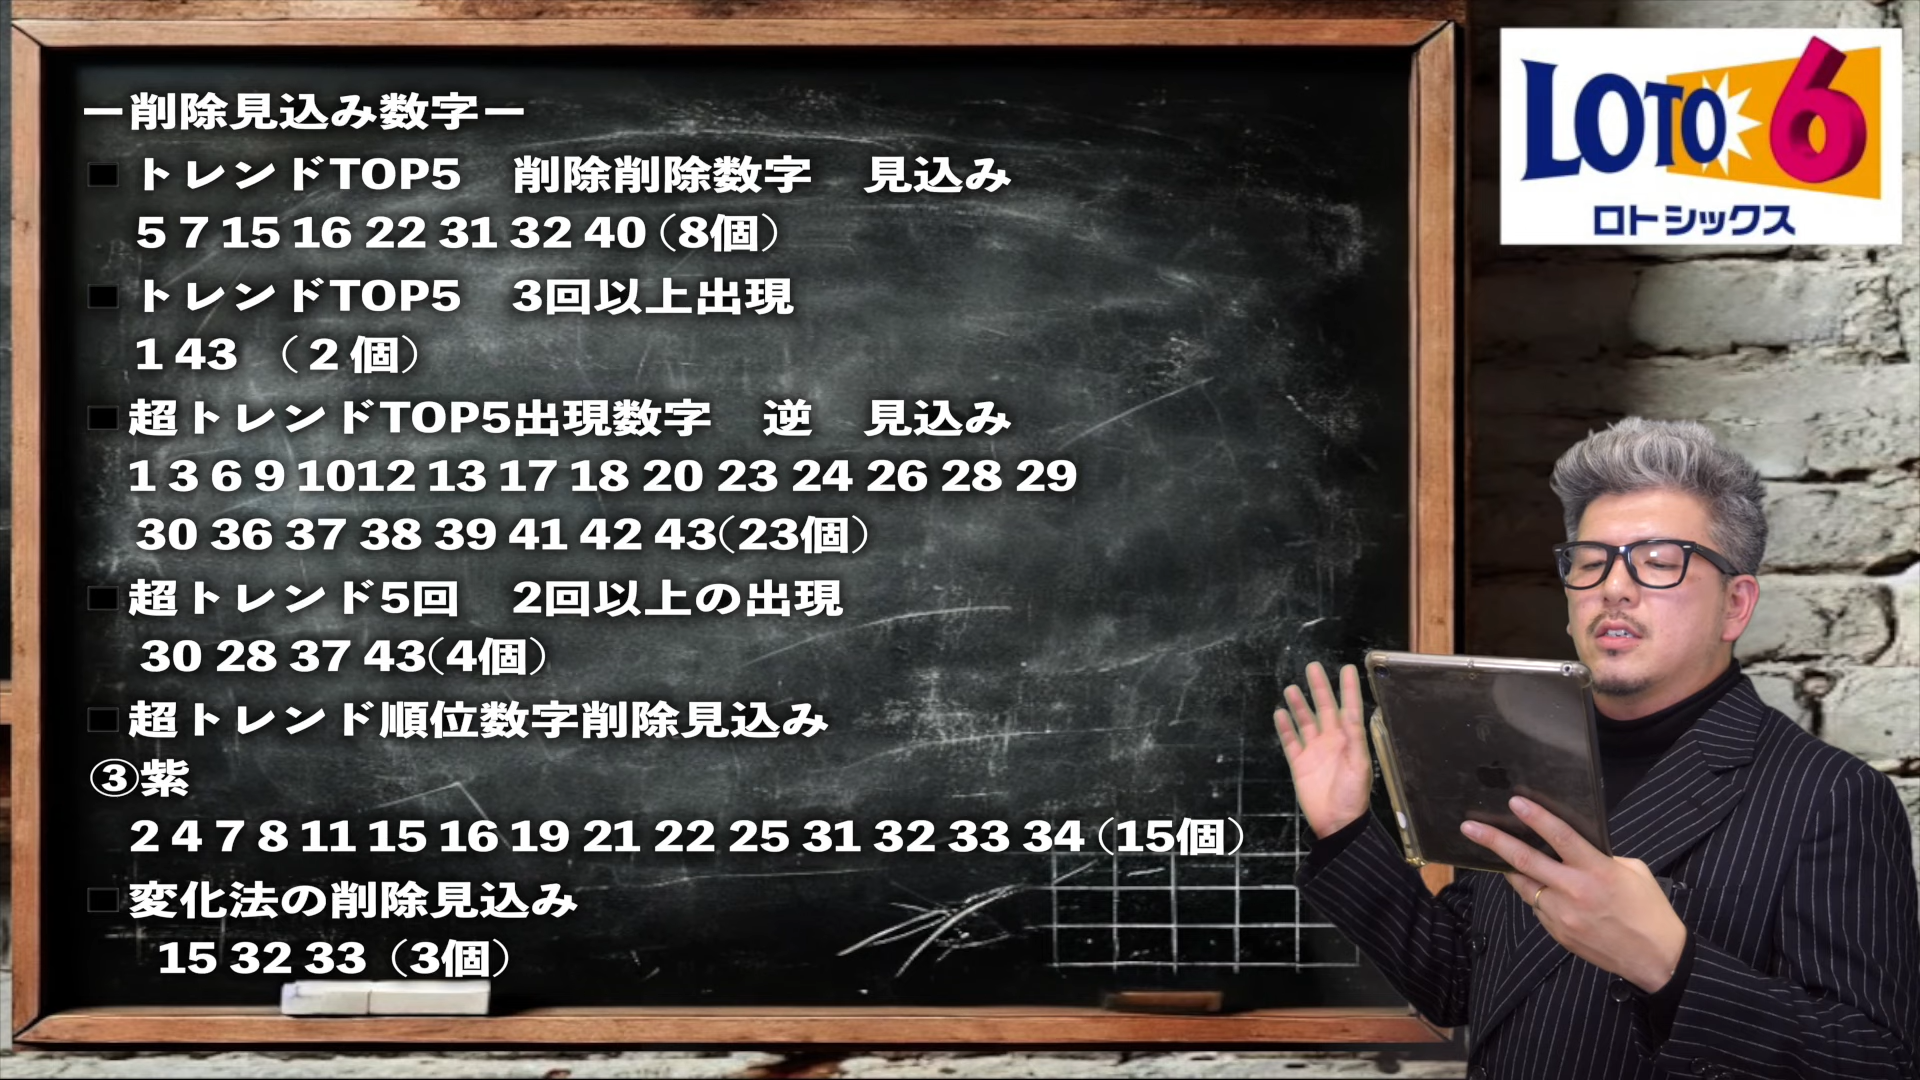 ー削除見込み数字ー
■トレンドTOP5 削除削除数字 見込み
5 7 15 16 22 31 32 40（8個）
■トレンドTOP5 3回以上出現
1 43 （２個）
■超トレンドTOP5出現数字 逆 見込み
1 3 6 9 1012 13 17 18 20 23 24 26 28 29
30 36 37 38 39 41 42 43(23個）
■超トレンド5回 2回以上の出現
30 28 37 43(4個）
■超トレンド順位数字削除見込み
③紫
2 4 7 8 11 15 16 19 21 22 25 31 32 33 34（15個）
■変化法の削除見込み
15 32 33（3個）
LOTO 6
ロトシックス